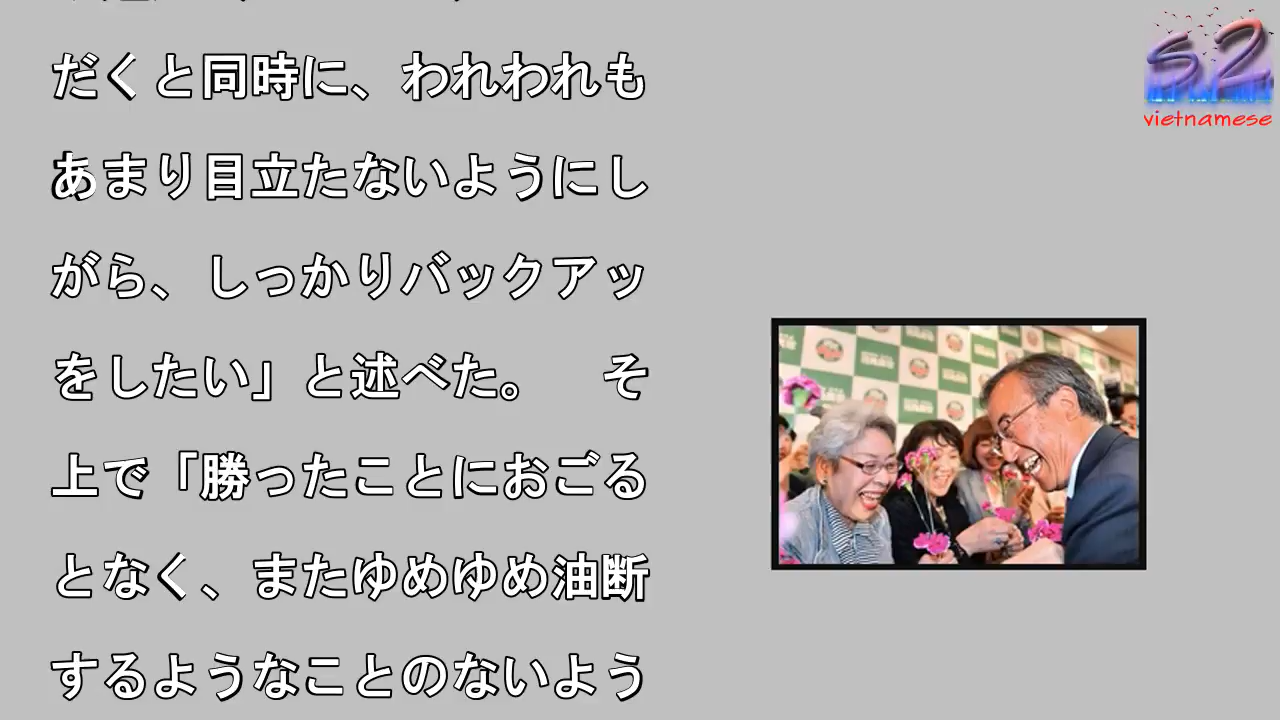 だくと同時に、われわれも
あまり目立たないようにし
がら、しっかりバックアッ
をしたい」と述べた。　そ
上で「勝ったことにおごる
となく、またゆめゆめ油断
するようなことのないよう
S2
vietnamese